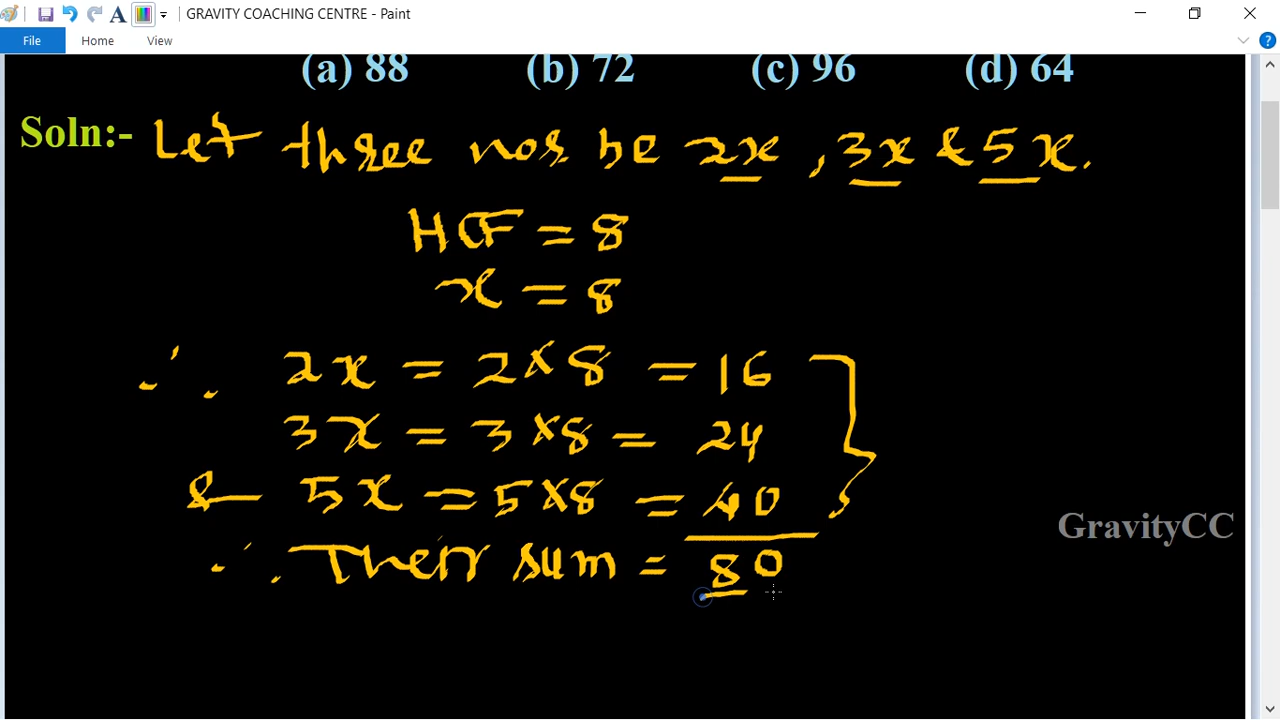 GRAVITY COACHING CENTRE - Paint
File Home View
(a) 88 (b) 72 (c) 96 (d) 64
Soln:- Let three nos be 2x, 3x & 5x.
HCF = 8
x = 8
∴ 2x = 2×8 = 16
3x = 3×8 = 24
& 5x = 5×8 = 40
∴ Their sum = 80
GravityCC